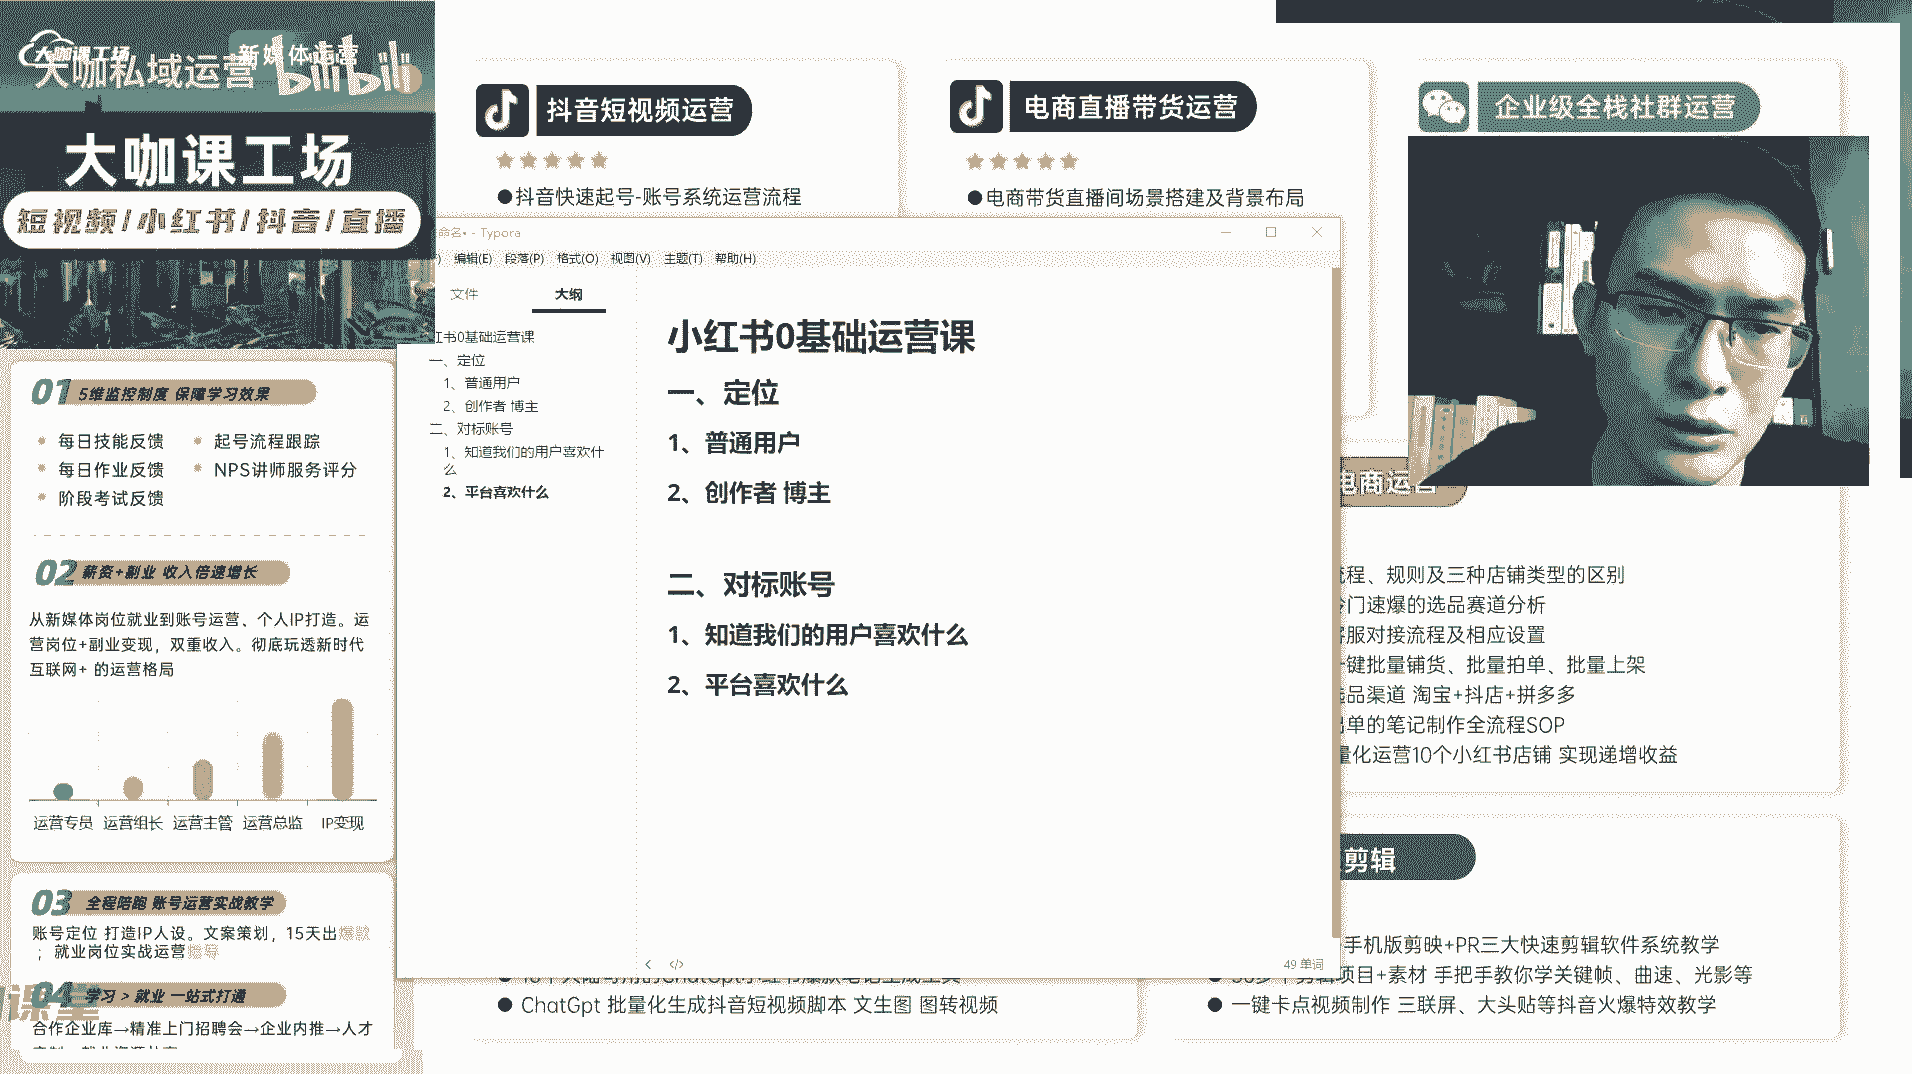 大咖课工场
新媒体运营
大咖私域运营
bilibili
大咖课工场
短视频/小红书/抖音/直播
01 5维监控制度 保障学习效果
每日技能反馈 起号流程跟踪
每日作业反馈 NPS讲师服务评分
阶段考试反馈
02 薪资+副业 收入倍速增长
从新媒体岗位就业到账号运营、个人IP打造。运
营岗位+副业变现，双重收入。彻底玩透新时代
互联网+ 的运营格局
运营专员 运营组长 运营主管 运营总监 IP变现
03 全程陪跑 账号运营实战教学
账号定位 打造IP人设。文案策划，15天出爆款
；就业岗位实战运营指导
04 学习 > 就业 一站式打通
课堂
合作企业库→精准上门招聘会→企业内推→人才
抖音短视频运营
●抖音快速起号-账号系统运营流程
电商直播带货运营
●电商带货直播间场景搭建及背景布局
企业级全栈社群运营
命名• - Typora
) 编辑(E) 段落(P) 格式(O) 视图(V) 主题(T) 帮助(H)
文件 大纲
红书0基础运营课
一、定位
1、普通用户
2、创作者 博主
二、对标账号
1、知道我们的用户喜欢什
么
2、平台喜欢什么
小红书0基础运营课
一、定位
1、普通用户
2、创作者 博主
二、对标账号
1、知道我们的用户喜欢什么
2、平台喜欢什么
49 单词
电商运营
流程、规则及三种店铺类型的区别
冷门速爆的选品赛道分析
客服对接流程及相应设置
一键批量铺货、批量拍单、批量上架
选品渠道 淘宝+抖店+拼多多
出单的笔记制作全流程SOP
量化运营10个小红书店铺 实现递增收益
● ChatGpt 批量化生成抖音短视频脚本 文生图 图转视频
剪辑
手机版剪映+PR三大快速剪辑软件系统教学
项目+素材 手把手教你学关键帧、曲速、光影等
● 一键卡点视频制作 三联屏、大头贴等抖音火爆特效教学